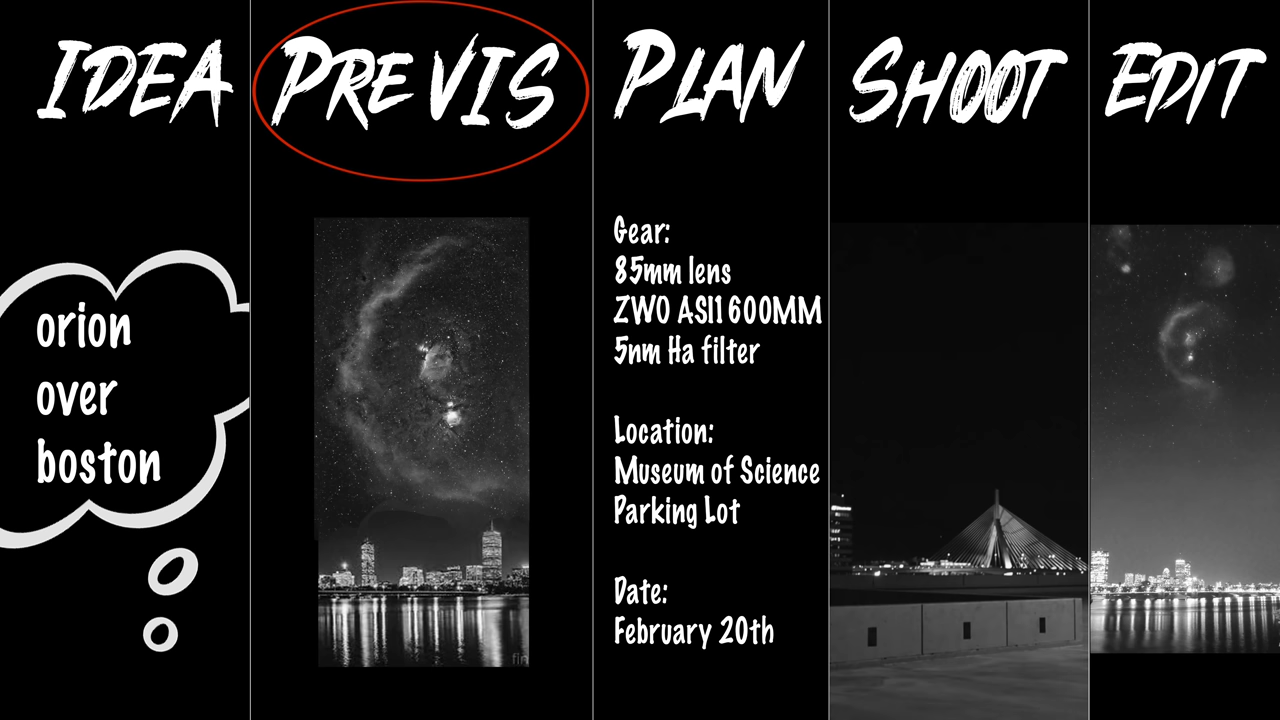 IDEA
PREVIS
PLAN
SHOOT
EDIT
orion
over
boston
Gear:
85mm lens
ZWO ASI1600MM
5nm Ha filter
Location:
Museum of Science
Parking Lot
Date:
February 20th
fin